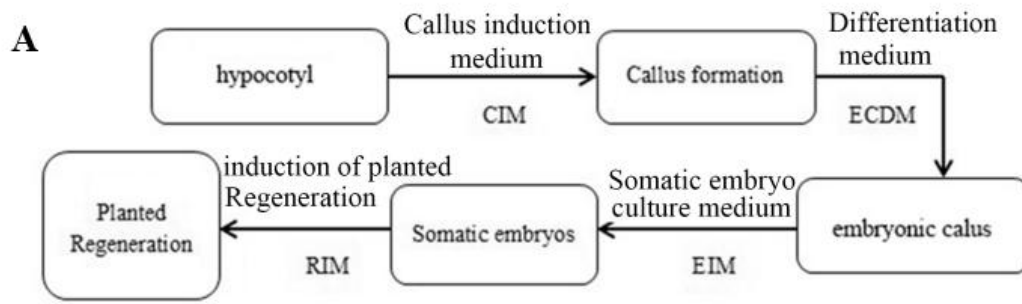 A
hypocotyl
Callus induction
medium
CIM
Callus formation
Differentiation
medium
ECDM
embryonic calus
Somatic embryo
culture medium
EIM
Somatic embryos
induction of planted
Regeneration
RIM
Planted
Regeneration